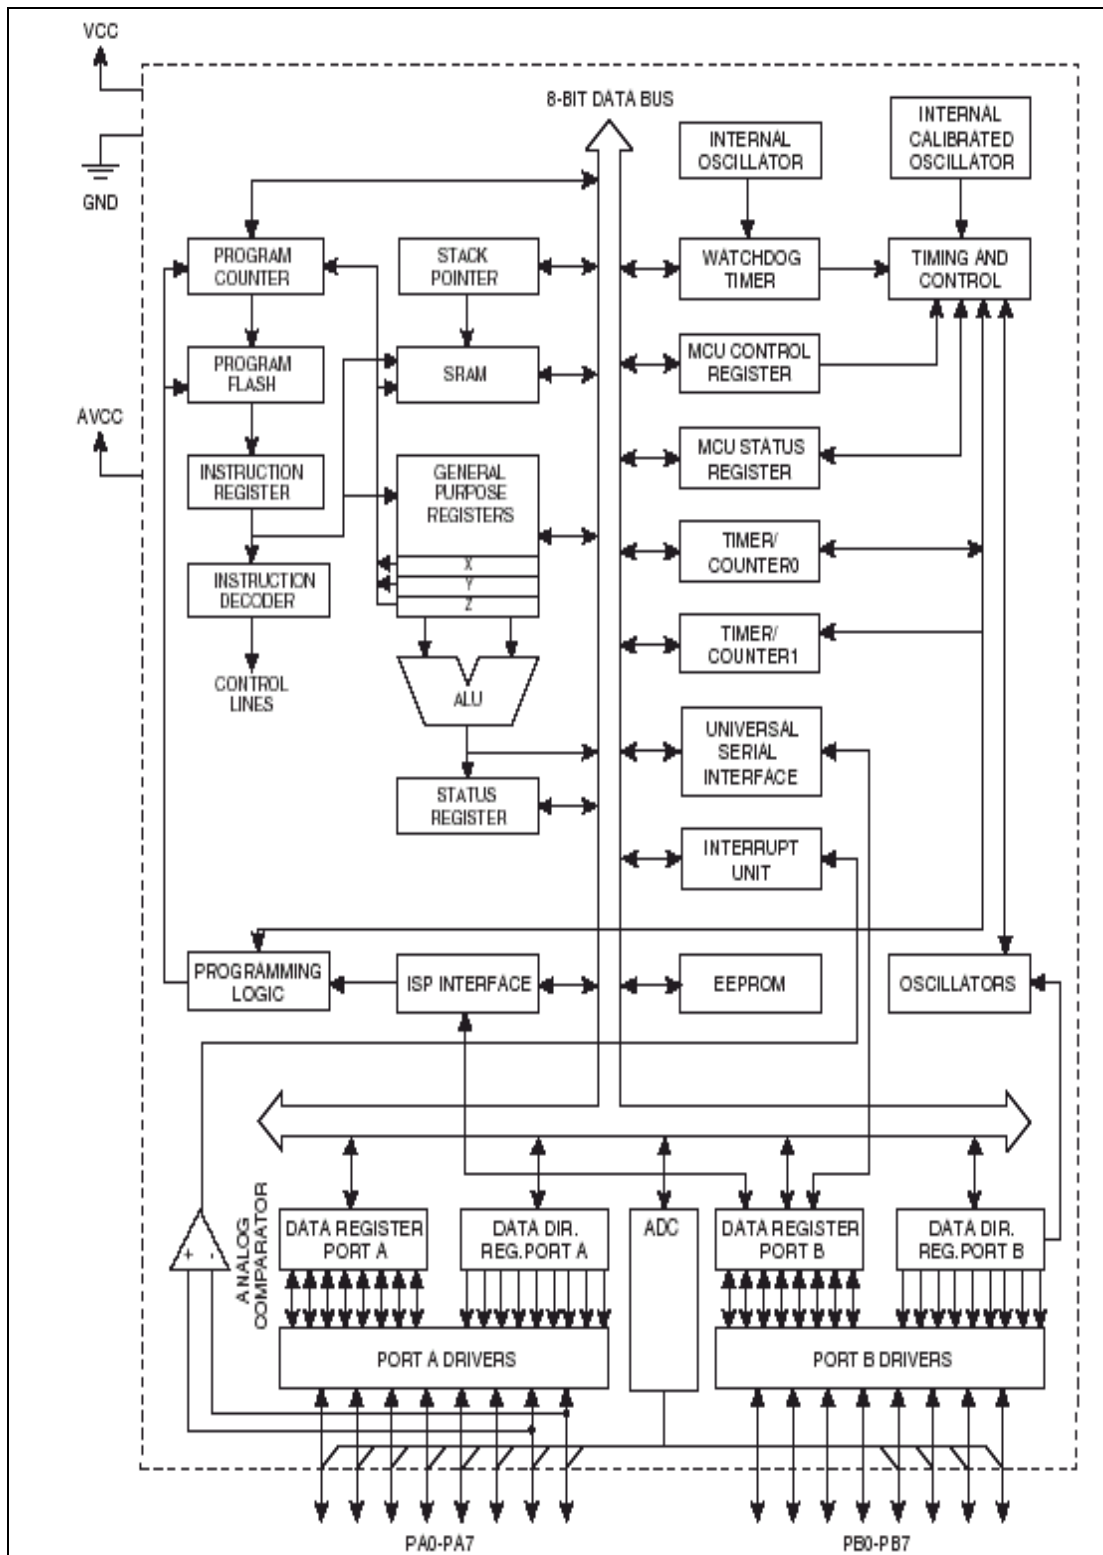 VCC
8-BIT DATA BUS
INTERNAL
OSCILLATOR
INTERNAL
CALIBRATED
OSCILLATOR
GND
PROGRAM
COUNTER
STACK
POINTER
WATCHDOG
TIMER
TIMING AND
CONTROL
PROGRAM
FLASH
SRAM
MCU CONTROL
REGISTER
AVCC
INSTRUCTION
REGISTER
GENERAL
PURPOSE
REGISTERS
X
Y
Z
MCU STATUS
REGISTER
INSTRUCTION
DECODER
TIMER/
COUNTER0
CONTROL
LINES
ALU
TIMER/
COUNTER1
STATUS
REGISTER
UNIVERSAL
SERIAL
INTERFACE
INTERRUPT
UNIT
PROGRAMMING
LOGIC
ISP INTERFACE
EEPROM
OSCILLATORS
+
-
ANALOG
COMPARATOR
DATA REGISTER
PORT A
DATA DIR.
REG.PORT A
ADC
DATA REGISTER
PORT B
DATA DIR.
REG.PORT B
PORT A DRIVERS
PORT B DRIVERS
PA0-PA7
PB0-PB7